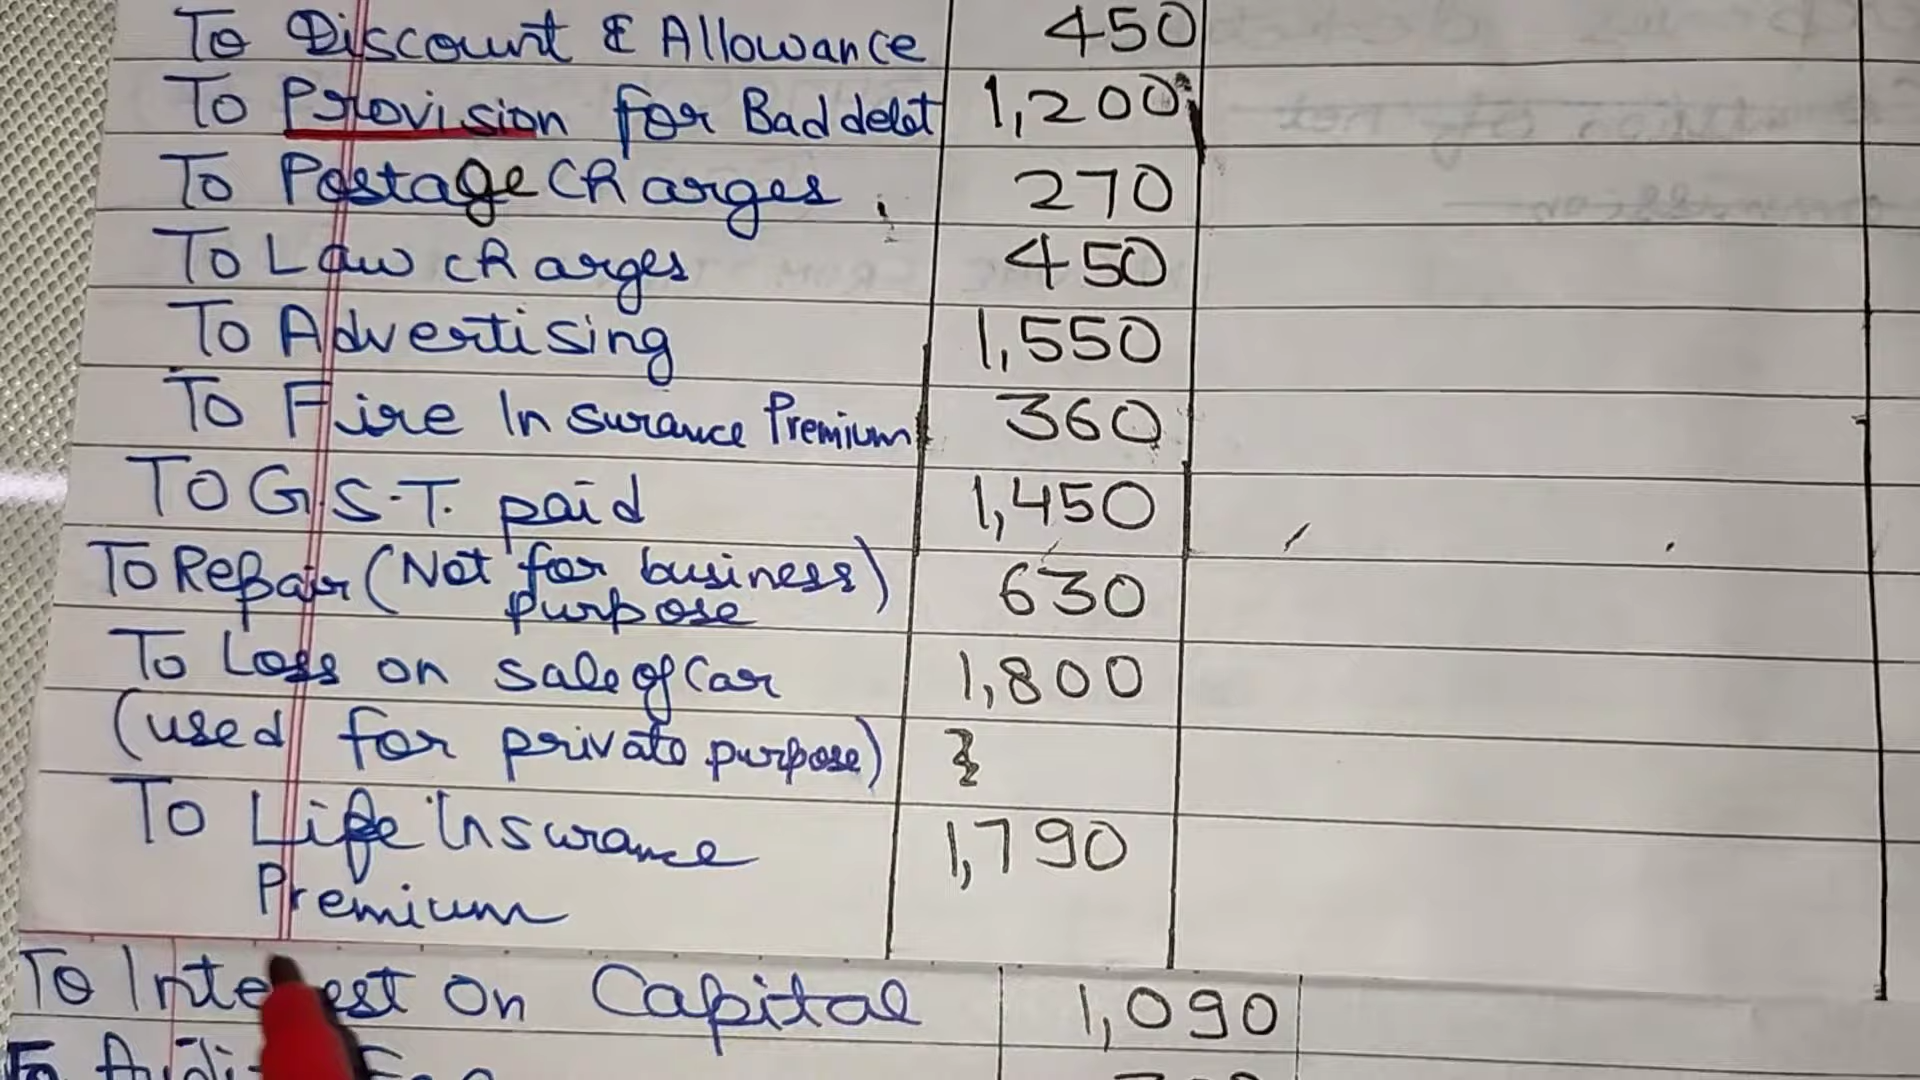 To Discount & Allowance 450
To Provision for Bad debt 1,200
To Postage Charges 270
To Law charges 450
To Advertising 1,550
To Fire Insurance Premium 360
To G.S.T. paid 1,450
To Repair (Not for business) 630
purpose
To Loss on sale of Car 1,800
(used for private purpose)
To Life Insurance 1,790
Premium
To Interest on Capital 1,090
To